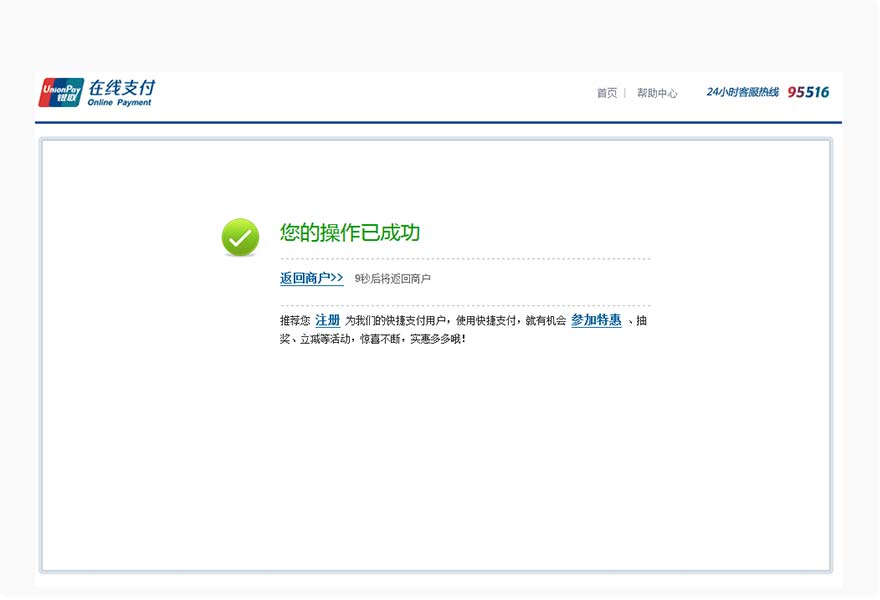 UnionPay 银联 在线支付
Online Payment
首页 | 帮助中心 24小时客服热线 95516
您的操作已成功
返回商户>> 9秒后将返回商户
推荐您 注册 为我们的快捷支付用户，使用快捷支付，就有机会 参加特惠 、抽
奖、立减等活动，惊喜不断，实惠多多哦！